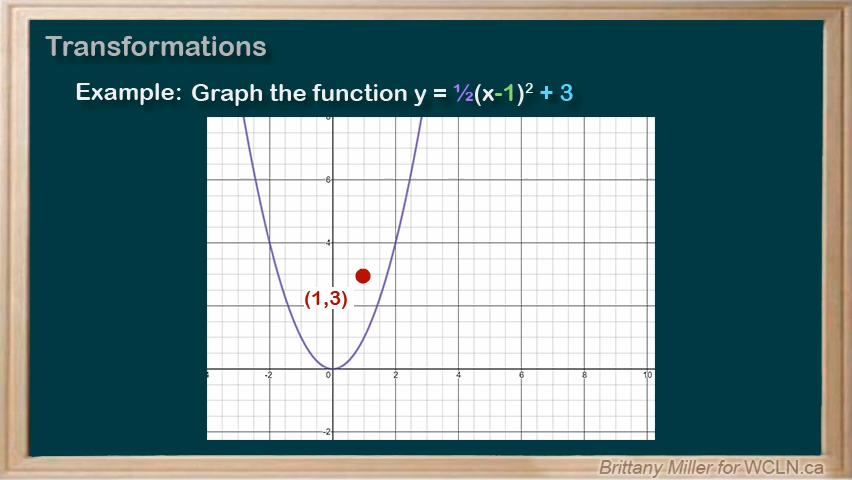 Transformations
Example: Graph the function y = ½(x-1)² + 3
8
6
4
(1,3)
-2 0 2 4 6 8 10
-2
Brittany Miller for WCLN.ca